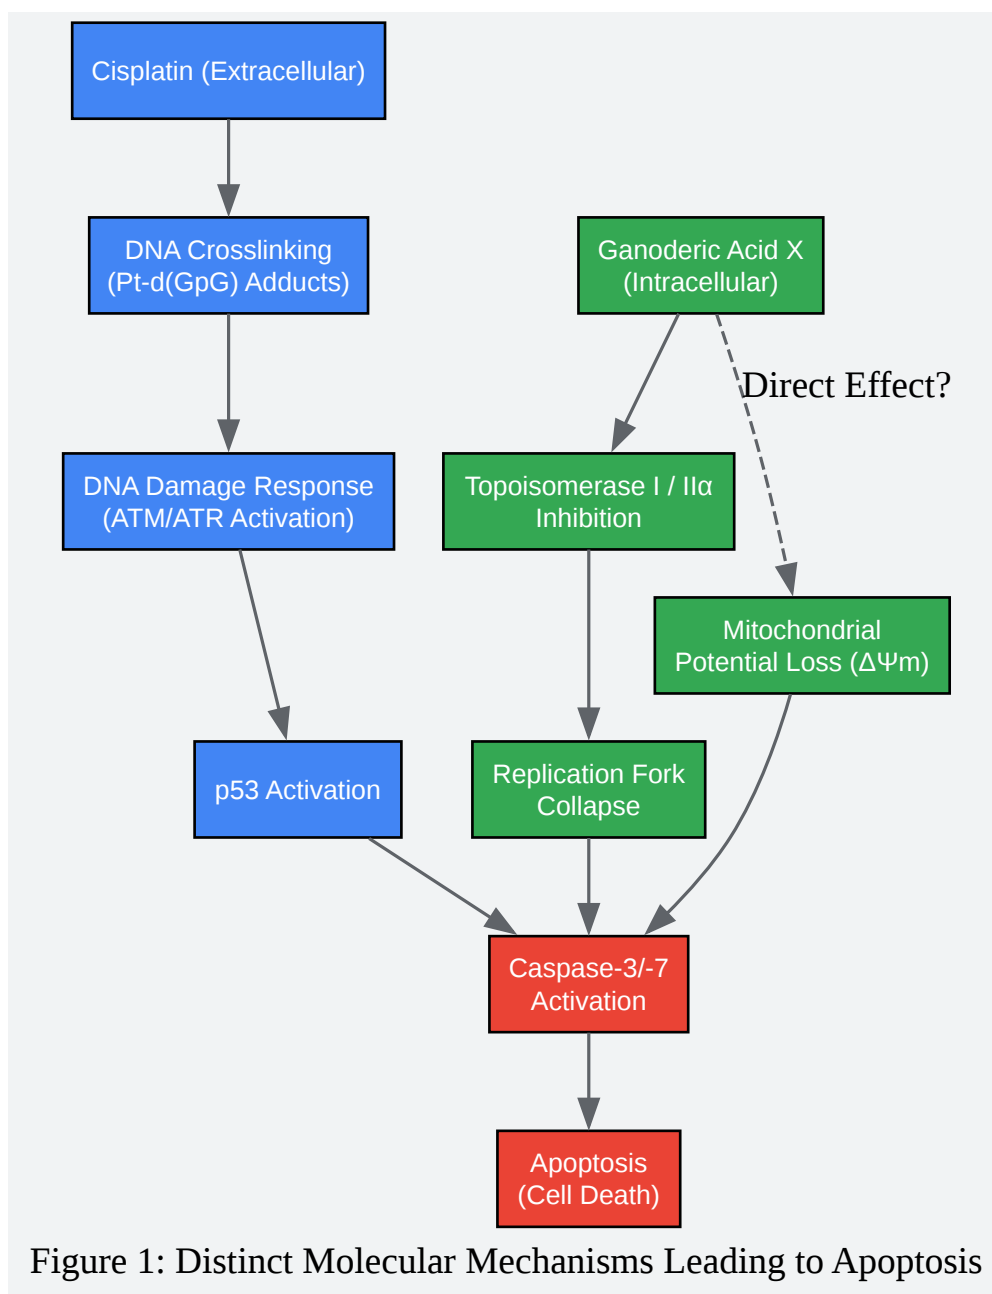 Cisplatin (Extracellular)
DNA Crosslinking
(Pt-d(GpG) Adducts)
Ganoderic Acid X
(Intracellular)
Direct Effect?
DNA Damage Response
(ATM/ATR Activation)
Topoisomerase I / IIα
Inhibition
Mitochondrial
Potential Loss (ΔΨm)
p53 Activation
Replication Fork
Collapse
Caspase-3/-7
Activation
Apoptosis
(Cell Death)
Figure 1: Distinct Molecular Mechanisms Leading to Apoptosis